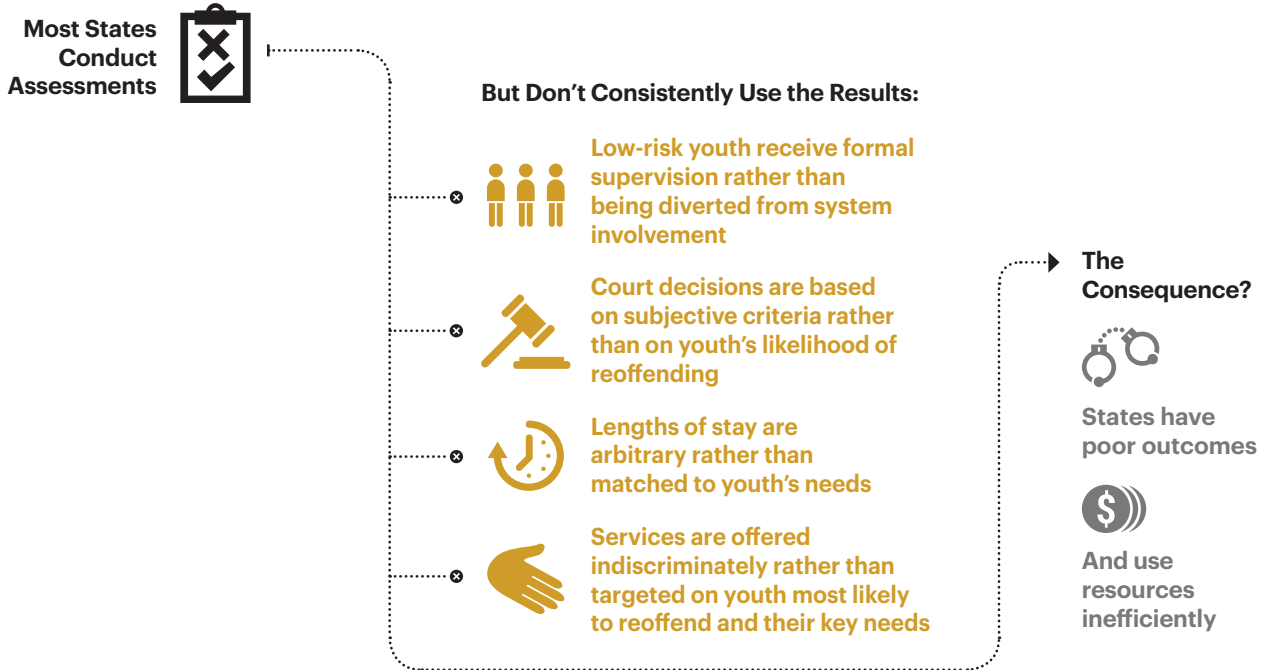 Most States
Conduct
Assessments
But Don’t Consistently Use the Results:
Low-risk youth receive formal
supervision rather than
being diverted from system
involvement
Court decisions are based
on subjective criteria rather
than on youth’s likelihood of
reoffending
Lengths of stay are
arbitrary rather than
matched to youth’s needs
Services are offered
indiscriminately rather than
targeted on youth most likely
to reoffend and their key needs
The
Consequence?
States have
poor outcomes
$
And use
resources
inefficiently